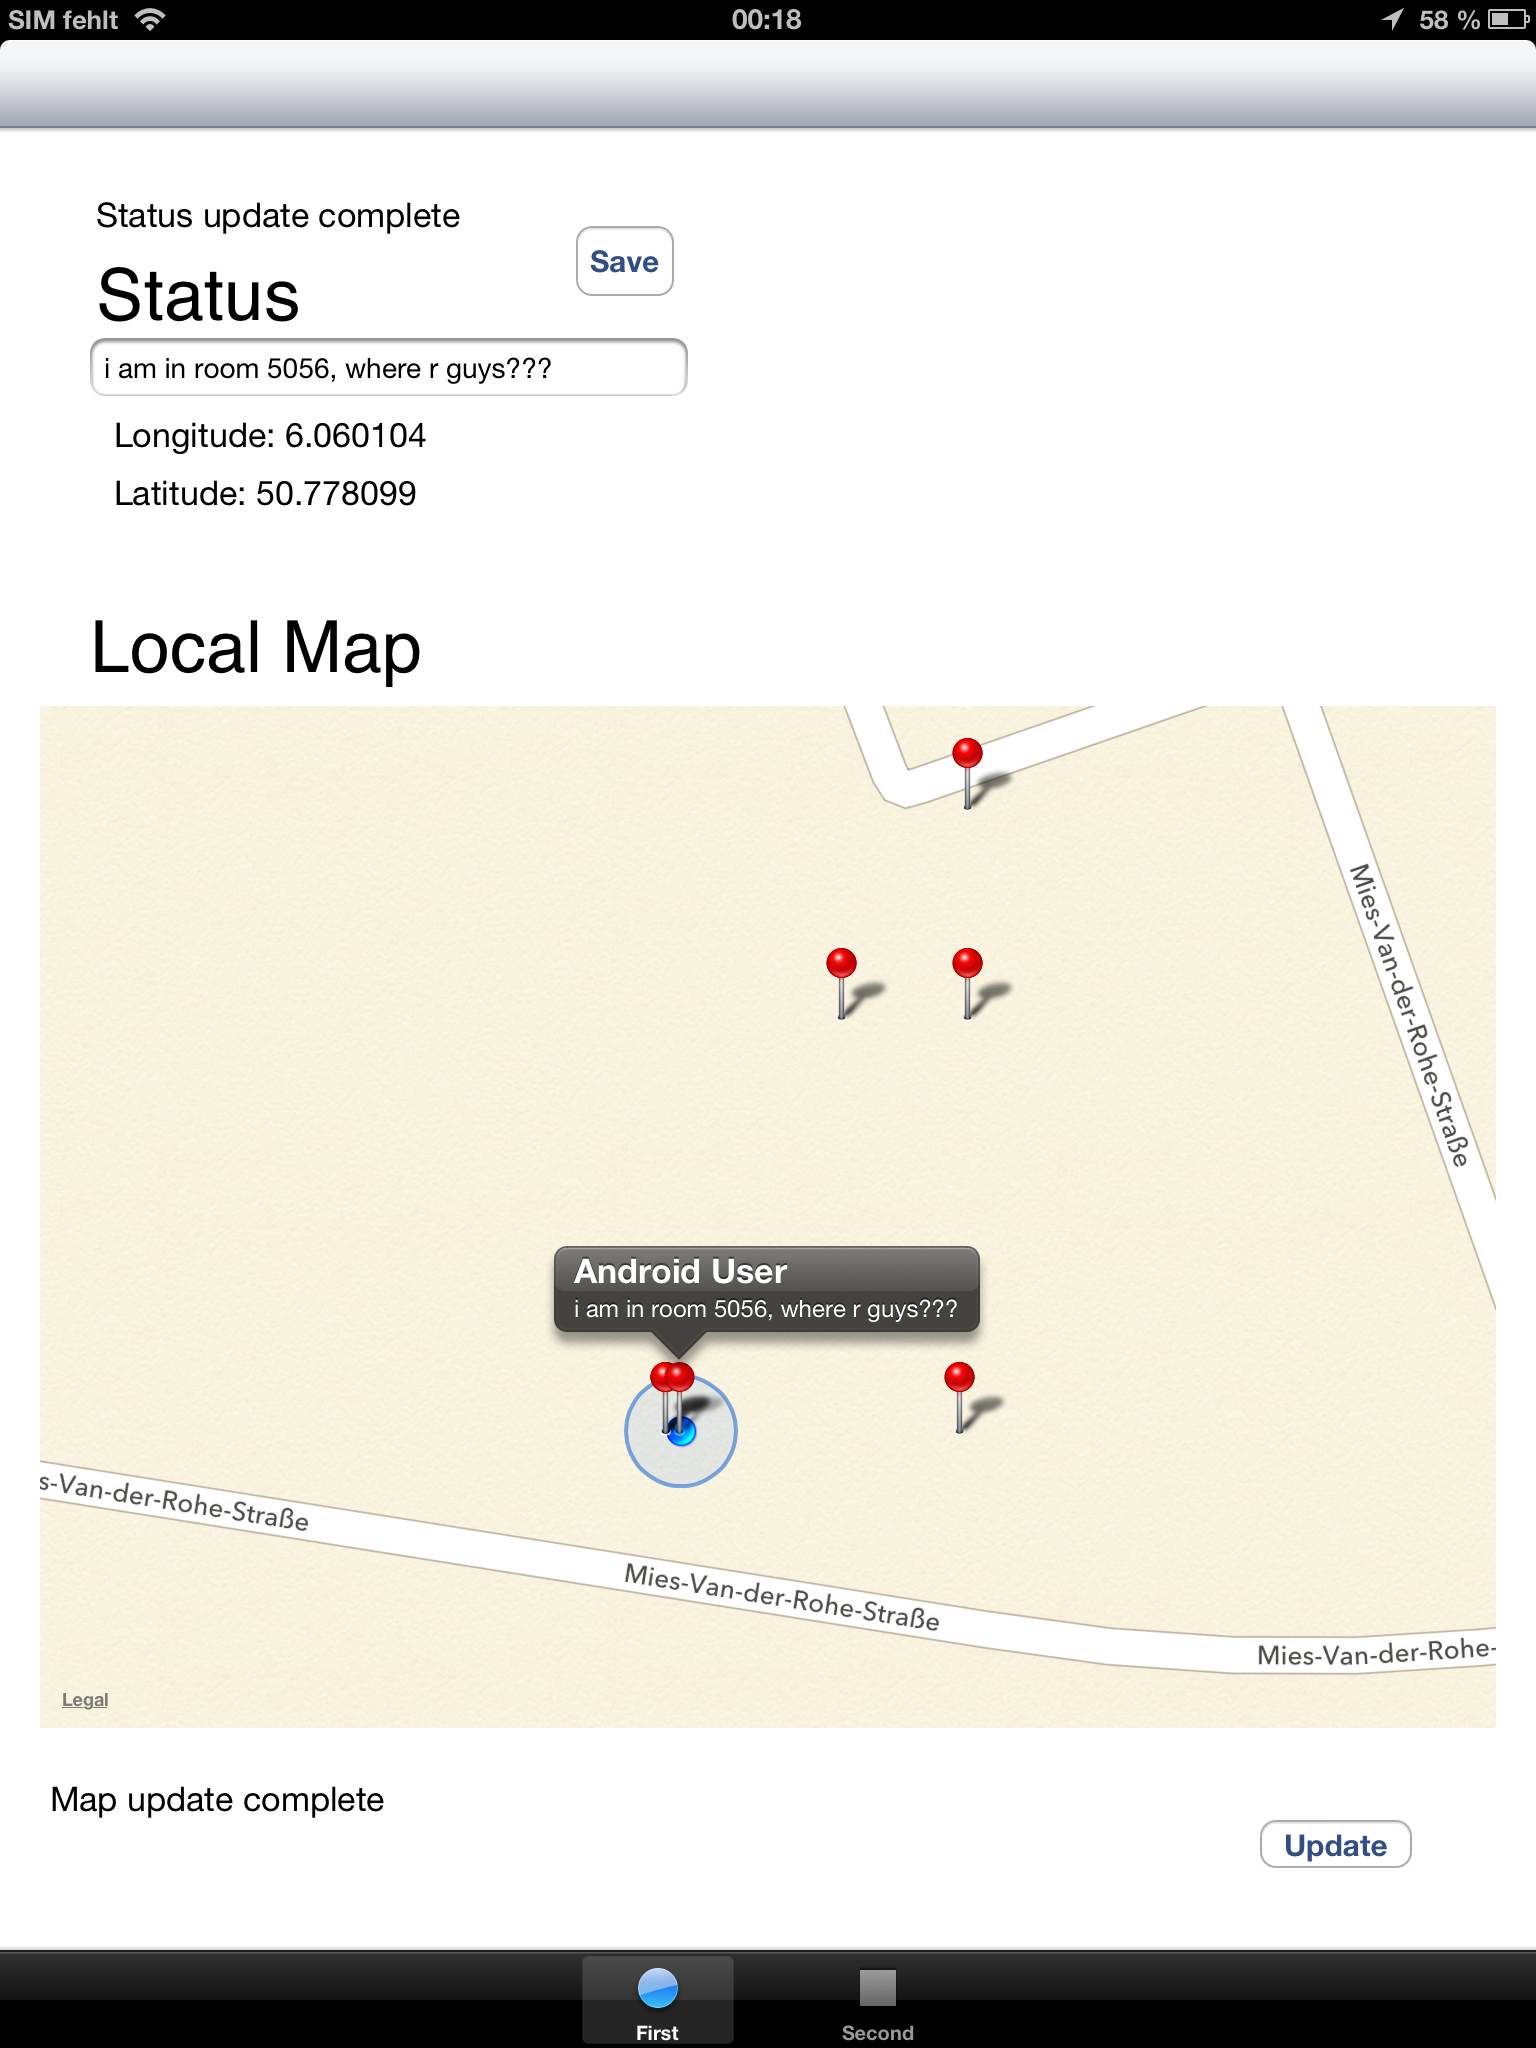 SIM fehlt
00:18
58 %
Status update complete
Save
Status
i am in room 5056, where r guys???
Longitude: 6.060104
Latitude: 50.778099
Local Map
Mies-Van-der-Rohe-Straße
Android User
i am in room 5056, where r guys???
s-Van-der-Rohe-Straße
Mies-Van-der-Rohe-Straße
Mies-Van-der-Rohe-
Legal
Map update complete
Update
First
Second